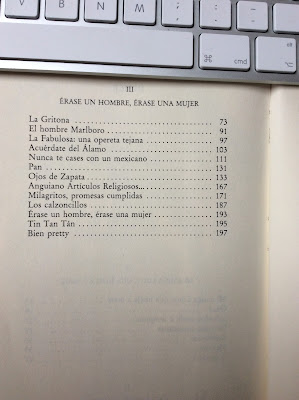 alt
cmd
III
ÉRASE UN HOMBRE, ÉRASE UNA MUJER
La Gritona 73
El hombre Marlboro 91
La Fabulosa: una opereta tejana 97
Acuérdate del Álamo 103
Nunca te cases con un mexicano 111
Pan 131
Ojos de Zapata 133
Anguiano Artículos Religiosos... 167
Milagritos, promesas cumplidas 171
Los calzoncillos 187
Érase un hombre, érase una mujer 193
Tin Tan Tán 195
Bien pretty 197